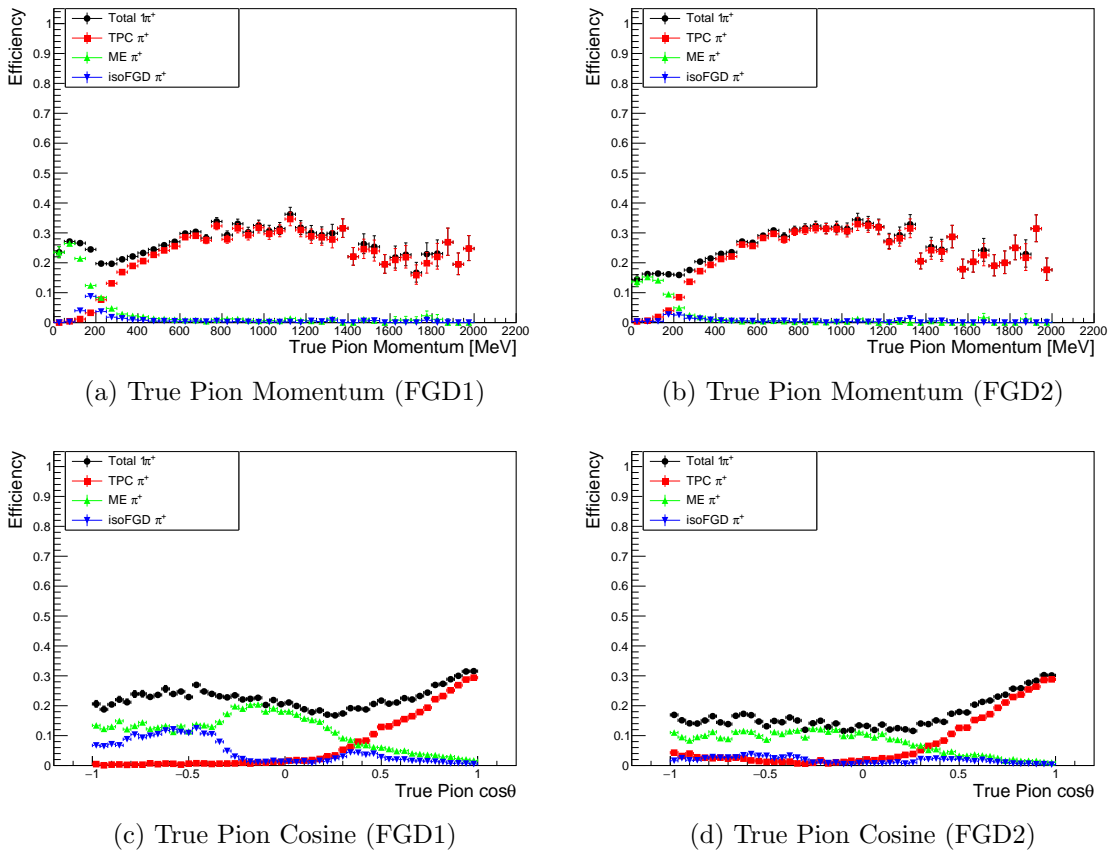 Efficiency
1
0.9
0.8
0.7
0.6
0.5
0.4
0.3
0.2
0.1
0
Total 1π⁺
TPC π⁺
ME π⁺
isoFGD π⁺
0 200 400 600 800 1000 1200 1400 1600 1800 2000 2200
True Pion Momentum [MeV]
(a) True Pion Momentum (FGD1)
Efficiency
1
0.9
0.8
0.7
0.6
0.5
0.4
0.3
0.2
0.1
0
Total 1π⁺
TPC π⁺
ME π⁺
isoFGD π⁺
200 400 600 800 1000 1200 1400 1600 1800 2000 2200
True Pion Momentum [MeV]
(b) True Pion Momentum (FGD2)
Efficiency
1
0.9
0.8
0.7
0.6
0.5
0.4
0.3
0.2
0.1
0
Total 1π⁺
TPC π⁺
ME π⁺
isoFGD π⁺
−1 −0.5 0 0.5 1
True Pion cosθ
(c) True Pion Cosine (FGD1)
Efficiency
1
0.9
0.8
0.7
0.6
0.5
0.4
0.3
0.2
0.1
0
Total 1π⁺
TPC π⁺
ME π⁺
isoFGD π⁺
−1 −0.5 0 0.5 1
True Pion cosθ
(d) True Pion Cosine (FGD2)